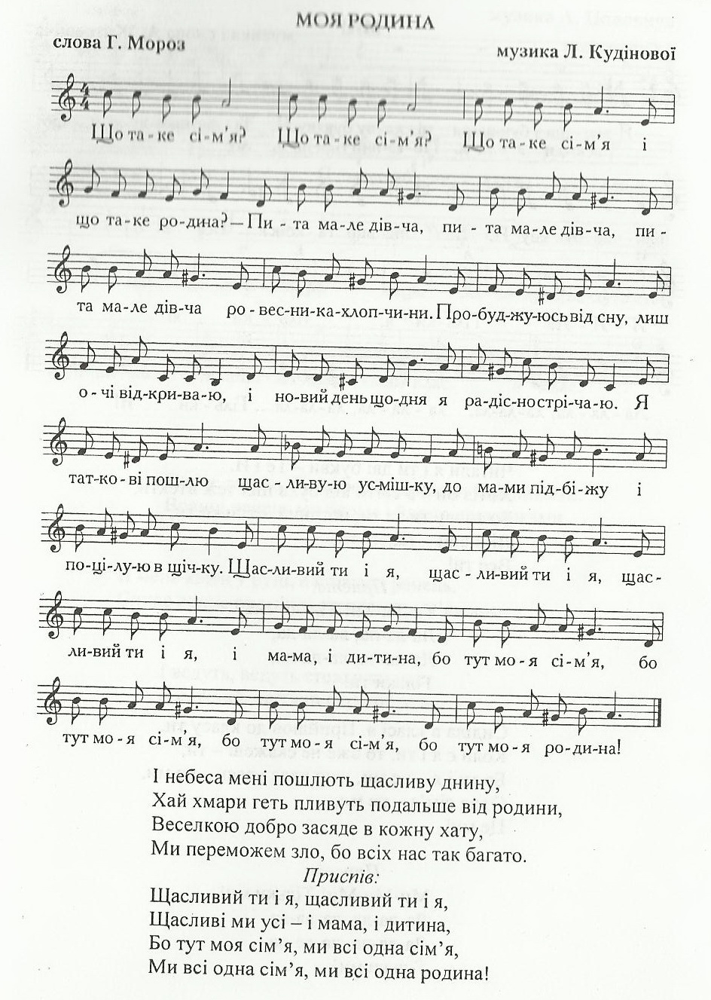 МОЯ РОДИНА
слова Г. Мороз
музика Л. Кудінової
Що та - ке сі - м'я? Що та - ке сі - м'я? Що та - ке сі - м'я і
що та - ке ро - дина? — Пи - та ма - ле дів - ча, пи - та ма - ле дів - ча, пи -
та ма - ле дів - ча ро - вес - ни - ка - хлоп - чи - ни. Про - буд - жу - юсь від сну, лиш
о - чі від - кри - ва - ю, і но - вий день що - дня я ра - діс - но стрі - ча - ю. Я
тат - ко - ві пош - лю щас - ли - ву - ю ус - міш - ку, до ма - ми під - бі - жу і
по - ці - лу - ю в щіч - ку. Щас - ли - вий ти і я, щас - ли - вий ти і я, щас -
ли - вий ти і я, і ма - ма, і ди - ти - на, бо тут мо - я сі - м'я, бо
тут мо - я сі - м'я, бо тут мо - я сі - м'я, бо тут мо - я ро - ди - на!
І небеса мені пошлють щасливу днину,
Хай хмари геть пливуть подальше від родини,
Веселкою добро засяде в кожну хату,
Ми переможем зло, бо всіх нас так багато.
Приспів:
Щасливий ти і я, щасливий ти і я,
Щасливі ми усі – і мама, і дитина,
Бо тут моя сім'я, ми всі одна сім'я,
Ми всі одна сім'я, ми всі одна родина!